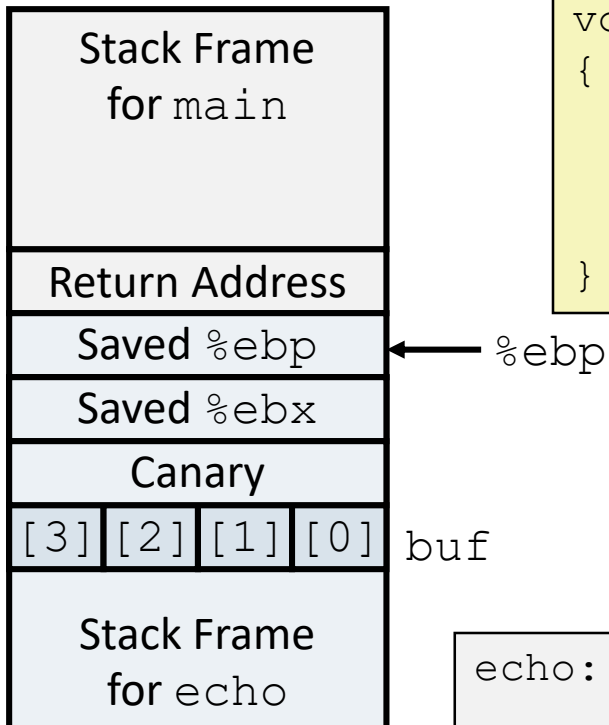 Stack Frame
for main
Return Address
Saved %ebp
%ebp
Saved %ebx
Canary
[3] [2] [1] [0]
buf
Stack Frame
for echo
{
}
echo: